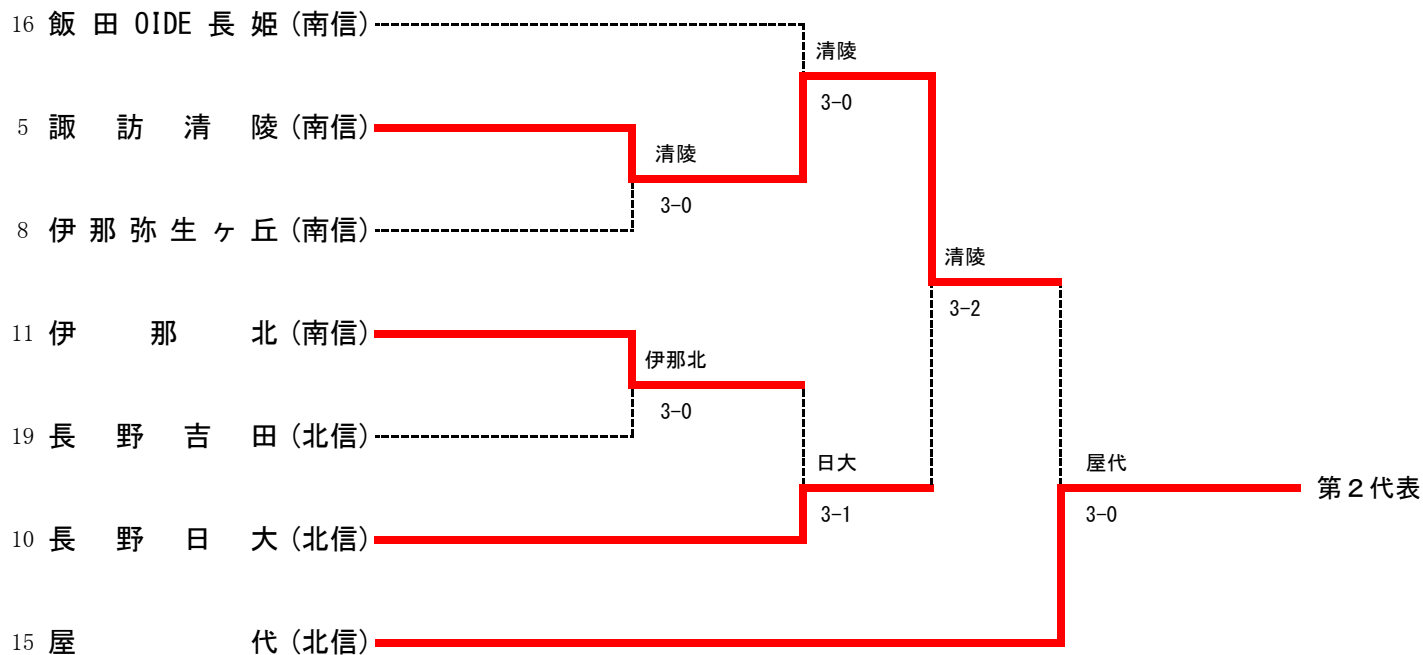 16 飯田OIDE長姫(南信)
清陵
3-0
5 諏訪清陵(南信)
清陵
3-0
8 伊那弥生ヶ丘(南信)
清陵
3-2
11 伊那北(南信)
伊那北
3-0
19 長野吉田(北信)
日大
3-1
屋代
3-0
第2代表
10 長野日大(北信)
15 屋代(北信)